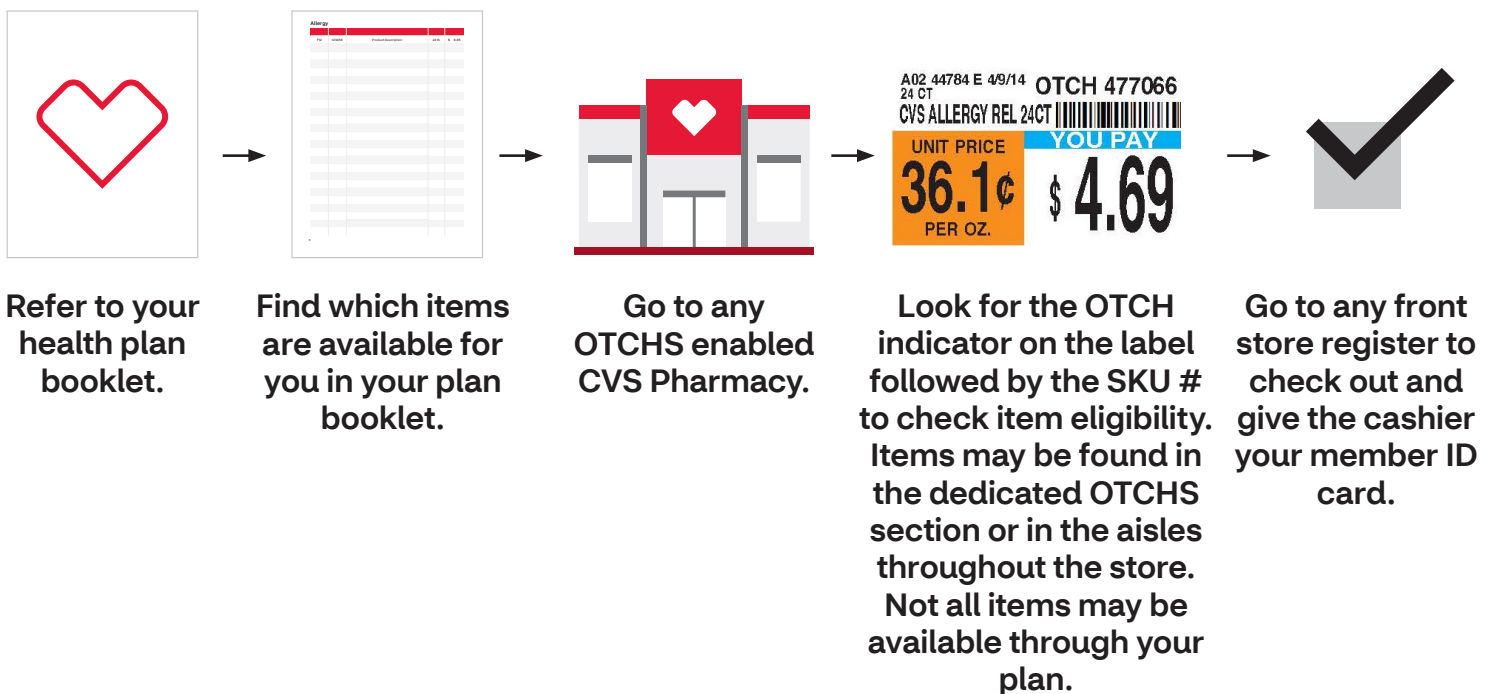 Allergy
Product Description
A02 44784 E 4/9/14
24 CT
OTCH 477066
CVS ALLERGY REL 24CT
UNIT PRICE
36.1¢
PER OZ.
YOU PAY
$ 4.69
Refer to your
health plan
booklet.
Find which items
are available for
you in your plan
booklet.
Go to any
OTCHS enabled
CVS Pharmacy.
Look for the OTCH
indicator on the label
followed by the SKU #
to check item eligibility.
Items may be found in
the dedicated OTCHS
section or in the aisles
throughout the store.
Not all items may be
available through your
plan.
Go to any front
store register to
check out and
give the cashier
your member ID
card.